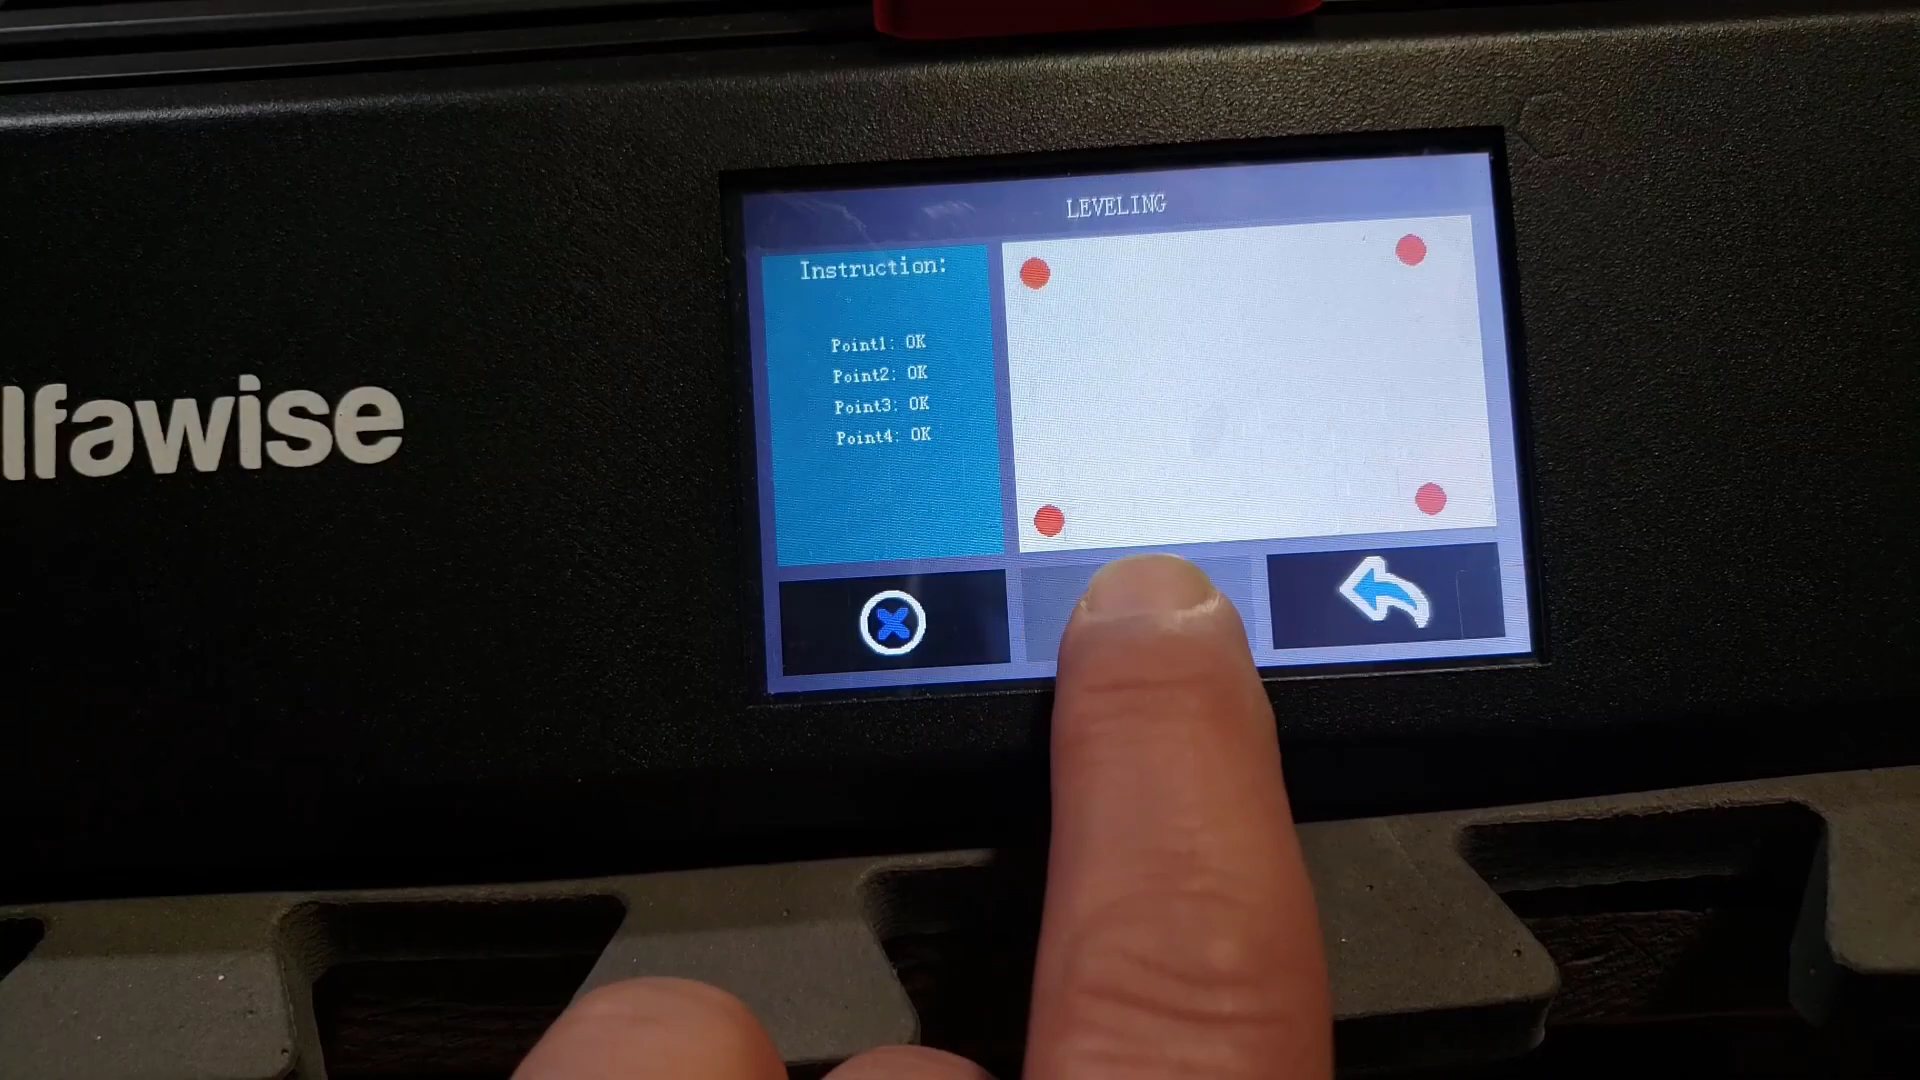 lfawise
LEVELING
Instruction:
Point1: OK
Point2: OK
Point3: OK
Point4: OK